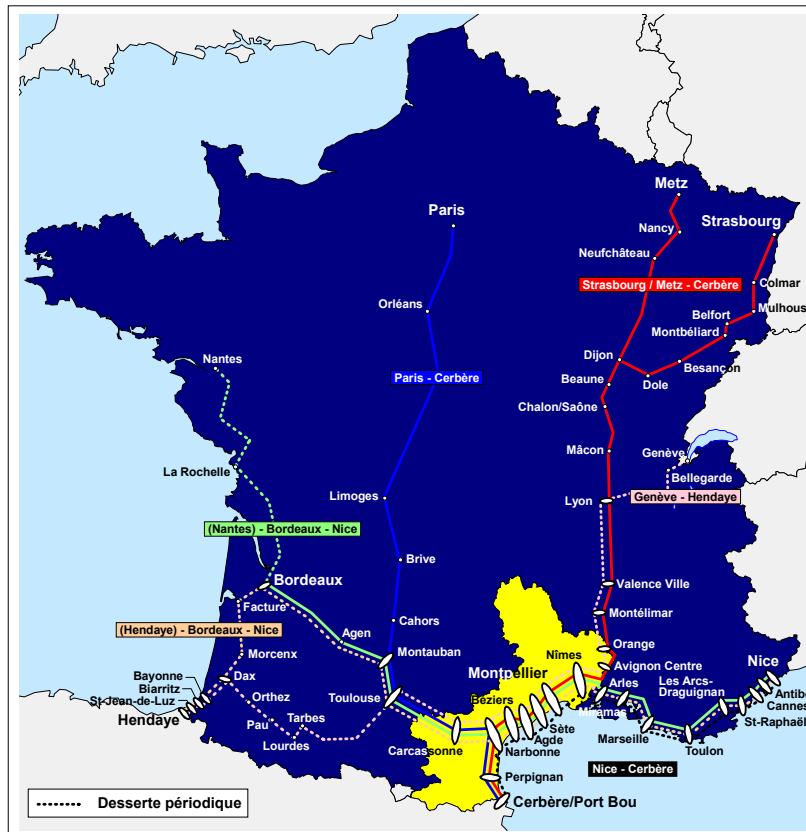 Metz
Paris
Strasbourg
Nancy
Neufchâteau
Strasbourg / Metz - Cerbère
Colmar
Orléans
Mulhous
Belfort
Montbéliard
Nantes
Dijon
Besançon
Paris - Cerbère
Beaune
Dole
Chalon/Saône
Mâcon
Genève
La Rochelle
Bellegarde
Limoges
Lyon
Genève - Hendaye
(Nantes) - Bordeaux - Nice
Brive
Bordeaux
Valence Ville
Facture
Montélimar
Cahors
(Hendaye) - Bordeaux - Nice
Agen
Orange
Morcenx
Montauban
Nîmes
Avignon Centre
Nice
Bayonne
Dax
Montpellier
Arles
Les Arcs-
Draguignan
Biarritz
Orthez
Toulouse
Béziers
Antibe
St-Jean-de-Luz
Miramas
Cannes
Hendaye
Pau
Tarbes
Sète
St-Raphaël
Lourdes
Carcassonne
Agde
Marseille
Toulon
Narbonne
Nice - Cerbère
Perpignan
Desserte périodique
Cerbère/Port Bou